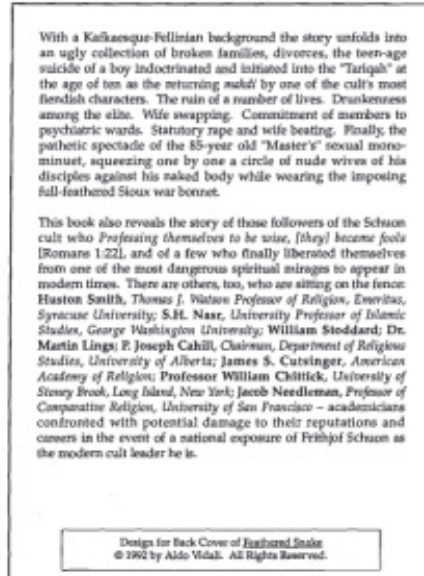 With a Kafkaesque-Fellinian background the story unfolds into
an ugly collection of broken families, divorces, the teen-age
suicide of a boy indoctrinated and initiated into the "Tariqah" at
the age of ten as the returning mahdi by one of the cult's most
fiendish characters. The ruin of a number of lives. Drunkenness
among the elite. Wife swapping. Commitment of members to
psychiatric wards. Statutory rape and wife beating. Finally, the
pathetic spectacle of the 85-year old "Master's" sexual mono-
minuet, squeezing one by one a circle of nude wives of his
disciples against his naked body while wearing the imposing
full-feathered Sioux war bonnet.
This book also reveals the story of those followers of the Schuon
cult who Professing themselves to be wise, [they] became fools
[Romans 1:22], and of a few who finally liberated themselves
from one of the most dangerous spiritual mirages to appear in
modern times. There are others, too, who are sitting on the fence:
Huston Smith, Thomas J. Watson Professor of Religion, Emeritus,
Syracuse University; S.H. Nasr, University Professor of Islamic
Studies, George Washington University; William Stoddard; Dr.
Martin Lings; P. Joseph Cahill, Chairman, Department of Religious
Studies, University of Alberta; James S. Cutsinger, American
Academy of Religion; Professor William Chittick, University of
Stoney Brook, Long Island, New York; Jacob Needleman, Professor of
Comparative Religion, University of San Francisco – academicians
confronted with potential damage to their reputations and
careers in the event of a national exposure of Frithjof Schuon as
the modern cult leader he is.
Design for Back Cover of Feathered Snake
© 1992 by Aldo Vidali. All Rights Reserved.